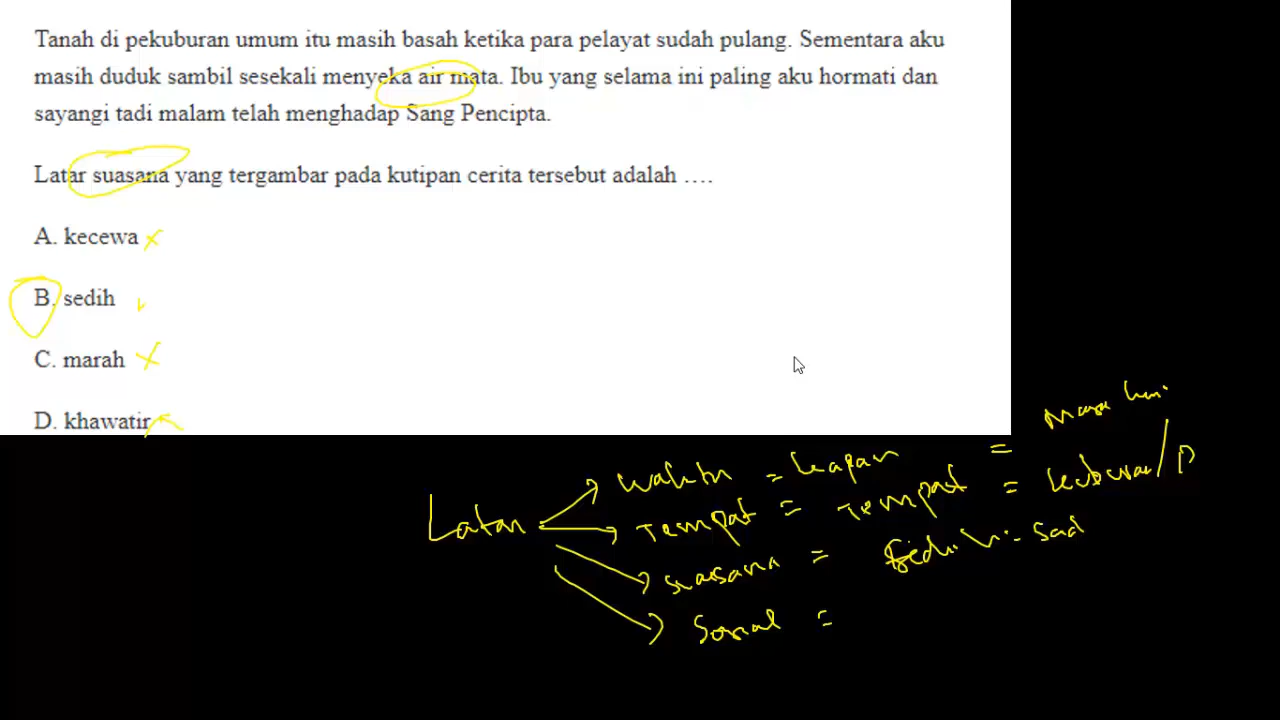 Tanah di pekuburan umum itu masih basah ketika para pelayat sudah pulang. Sementara aku
masih duduk sambil sesekali menyeka air mata. Ibu yang selama ini paling aku hormati dan
sayangi tadi malam telah menghadap Sang Pencipta.
Latar suasana yang tergambar pada kutipan cerita tersebut adalah ….
A. kecewa
B. sedih
C. marah
D. khawatir
Latar
waktu = kapan =
Tempat = Tempat =
suasana = sad
Sosial =